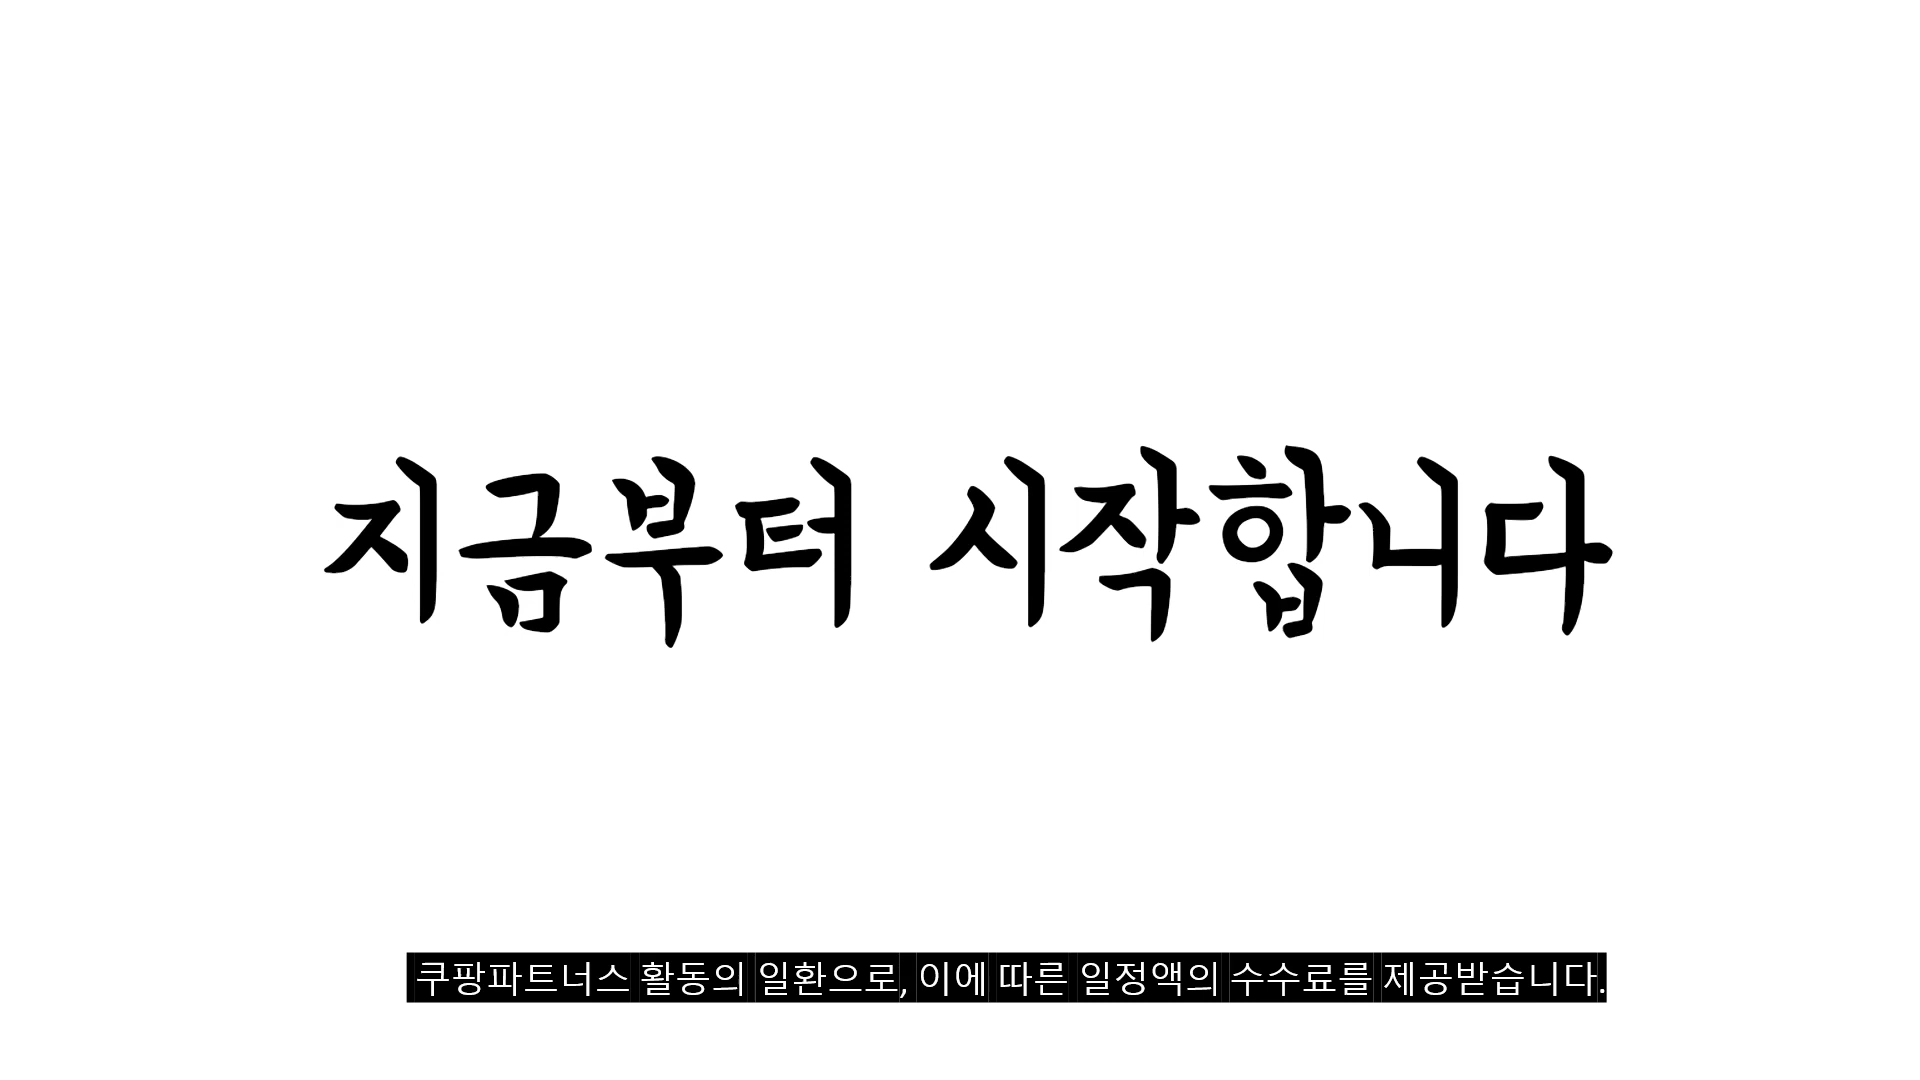 지금부터 시작합니다
쿠팡파트너스 활동의 일환으로, 이에 따른 일정액의 수수료를 제공받습니다.